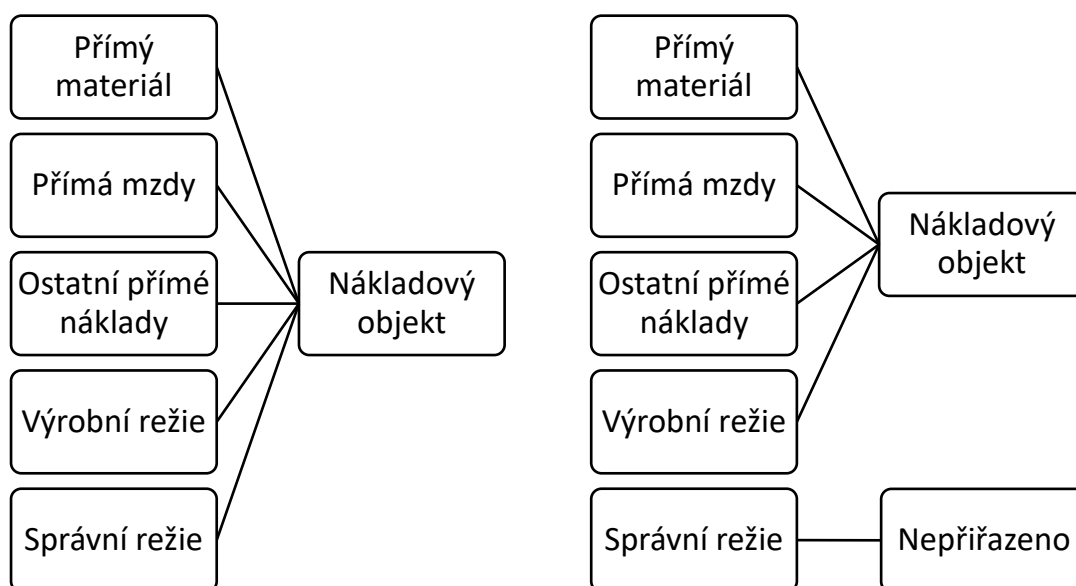 Přímý
materiál
Přímá mzdy
Ostatní přímé
náklady
Výrobní režie
Správní režie
Nákladový
objekt
Přímý
materiál
Přímá mzdy
Ostatní přímé
náklady
Výrobní režie
Správní režie
Nákladový
objekt
Nepřiřazeno